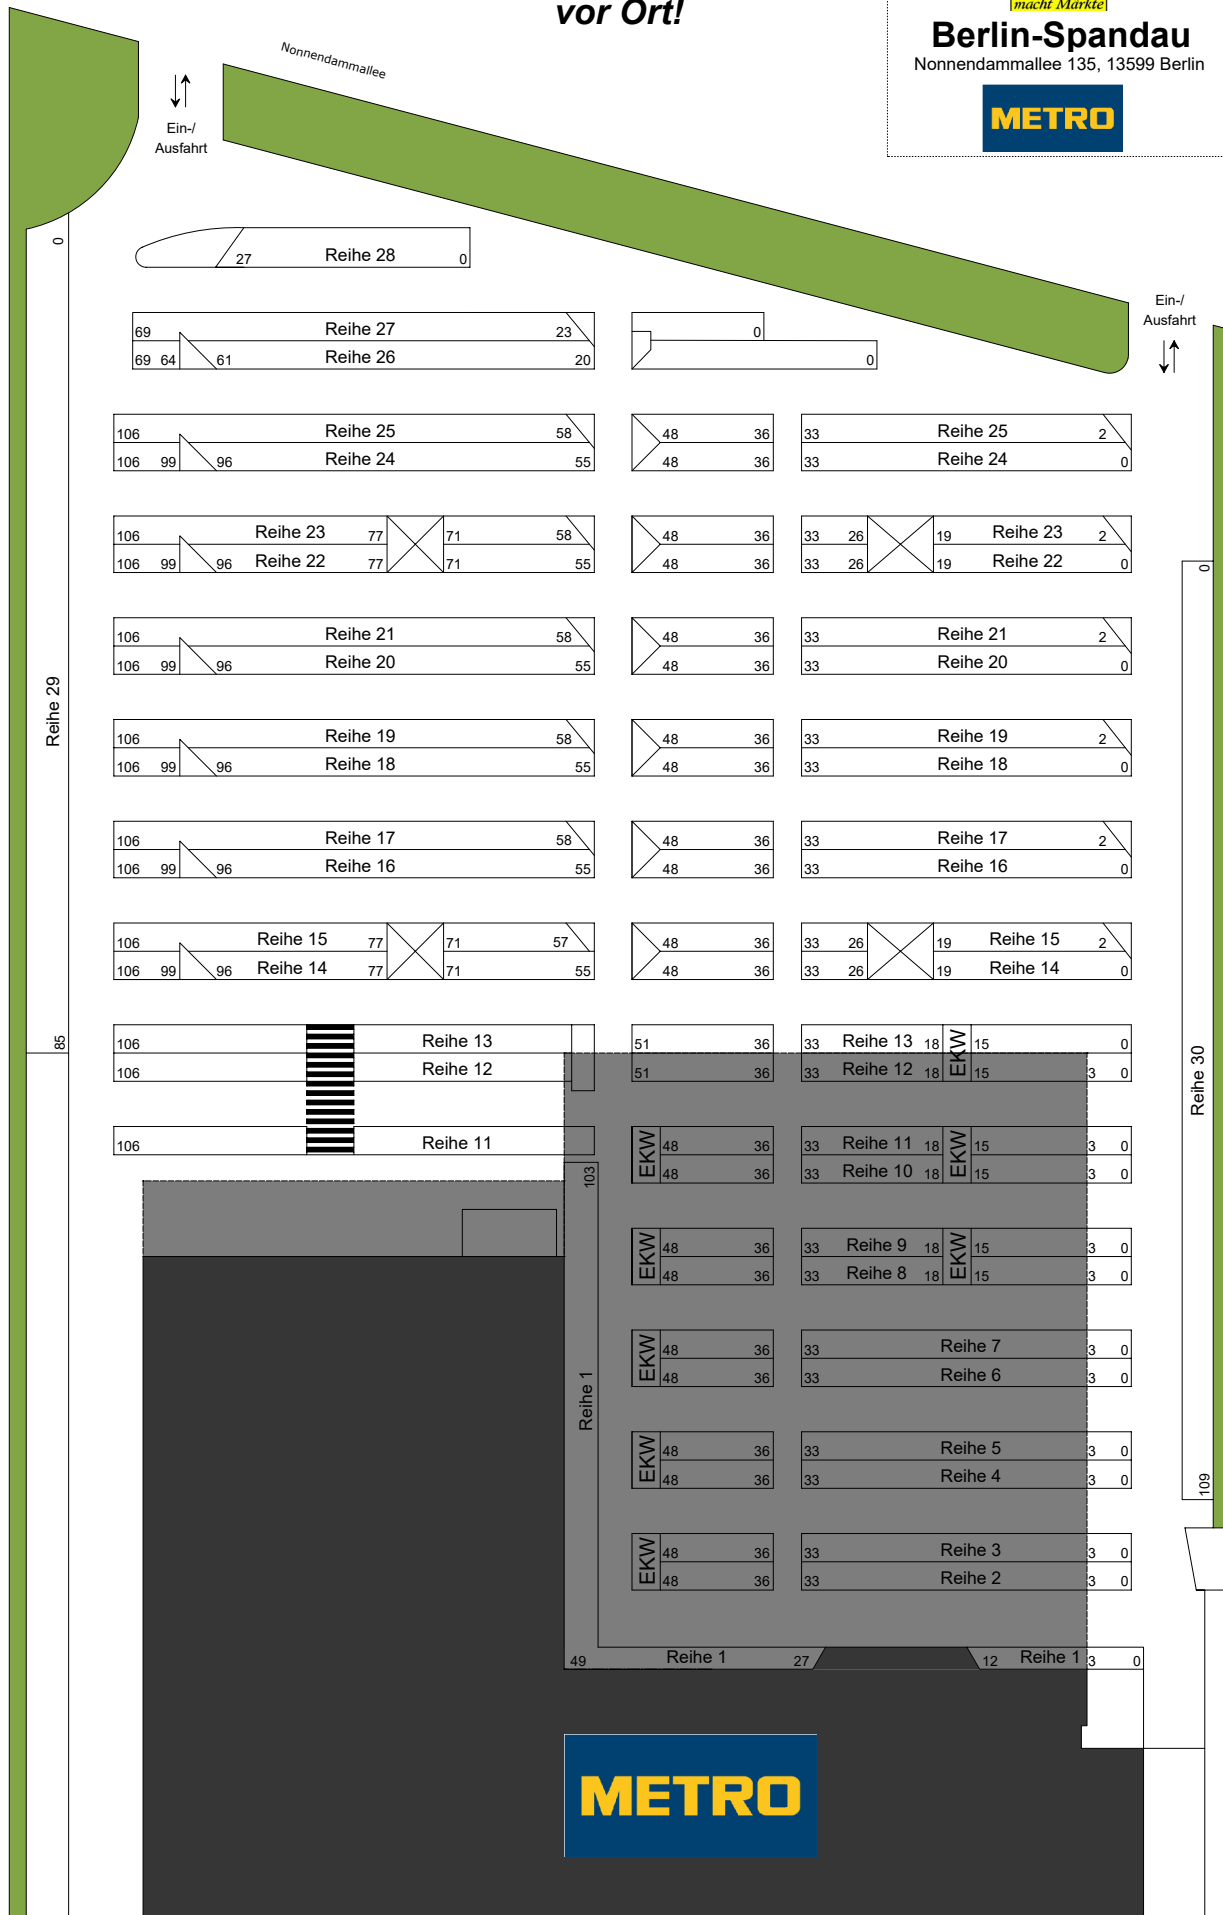 vor Ort!
macht Märkte
Berlin-Spandau
Nonnendammallee 135, 13599 Berlin
METRO
Nonnendammallee
Ein-/
Ausfahrt
0
27 Reihe 28 0
Ein-/
Ausfahrt
69 Reihe 27 23 0
69 64 61 Reihe 26 20 0
106 Reihe 25 58 48 36 33 Reihe 25 2
106 99 96 Reihe 24 55 48 36 33 Reihe 24 0
106 Reihe 23 77 71 58 48 36 33 26 19 Reihe 23 2
106 99 96 Reihe 22 77 71 55 48 36 33 26 19 Reihe 22 0
0
106 Reihe 21 58 48 36 33 Reihe 21 2
106 99 96 Reihe 20 55 48 36 33 Reihe 20 0
Reihe 29
106 Reihe 19 58 48 36 33 Reihe 19 2
106 99 96 Reihe 18 55 48 36 33 Reihe 18 0
106 Reihe 17 58 48 36 33 Reihe 17 2
106 99 96 Reihe 16 55 48 36 33 Reihe 16 0
106 Reihe 15 77 71 57 48 36 33 26 19 Reihe 15 2
106 99 96 Reihe 14 77 71 55 48 36 33 26 19 Reihe 14 0
85
106 Reihe 13 51 36 33 Reihe 13 18 EKW 15 0
106 Reihe 12 51 36 33 Reihe 12 18 15 3 0
Reihe 30
106 Reihe 11 EKW 48 36 33 Reihe 11 18 EKW 15 3 0
48 36 33 Reihe 10 18 15 3 0
103
EKW 48 36 33 Reihe 9 18 EKW 15 3 0
48 36 33 Reihe 8 18 15 3 0
EKW 48 36 33 Reihe 7 3 0
48 36 33 Reihe 6 3 0
Reihe 1
EKW 48 36 33 Reihe 5 3 0
48 36 33 Reihe 4 3 0
109
EKW 48 36 33 Reihe 3 3 0
48 36 33 Reihe 2 3 0
49 Reihe 1 27 12 Reihe 1 3 0
METRO